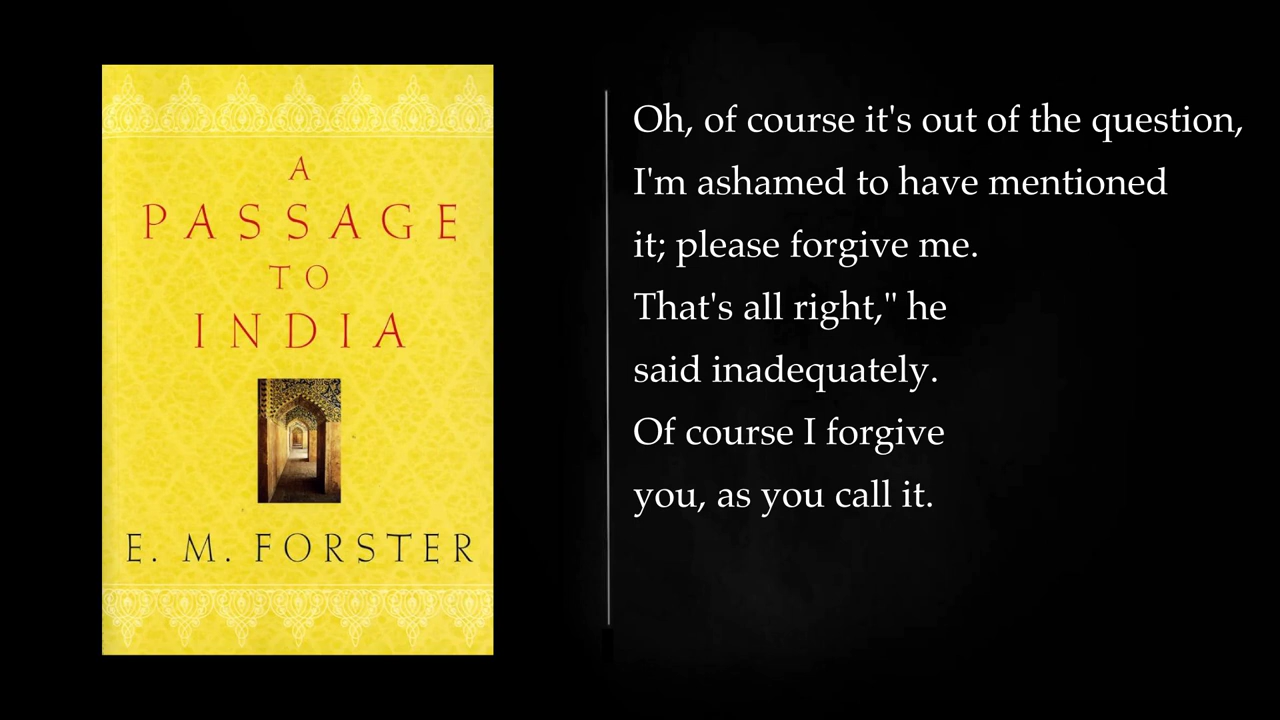 A
PASSAGE
TO
INDIA
E. M. FORSTER
Oh, of course it's out of the question,
I'm ashamed to have mentioned
it; please forgive me.
That's all right," he
said inadequately.
Of course I forgive
you, as you call it.